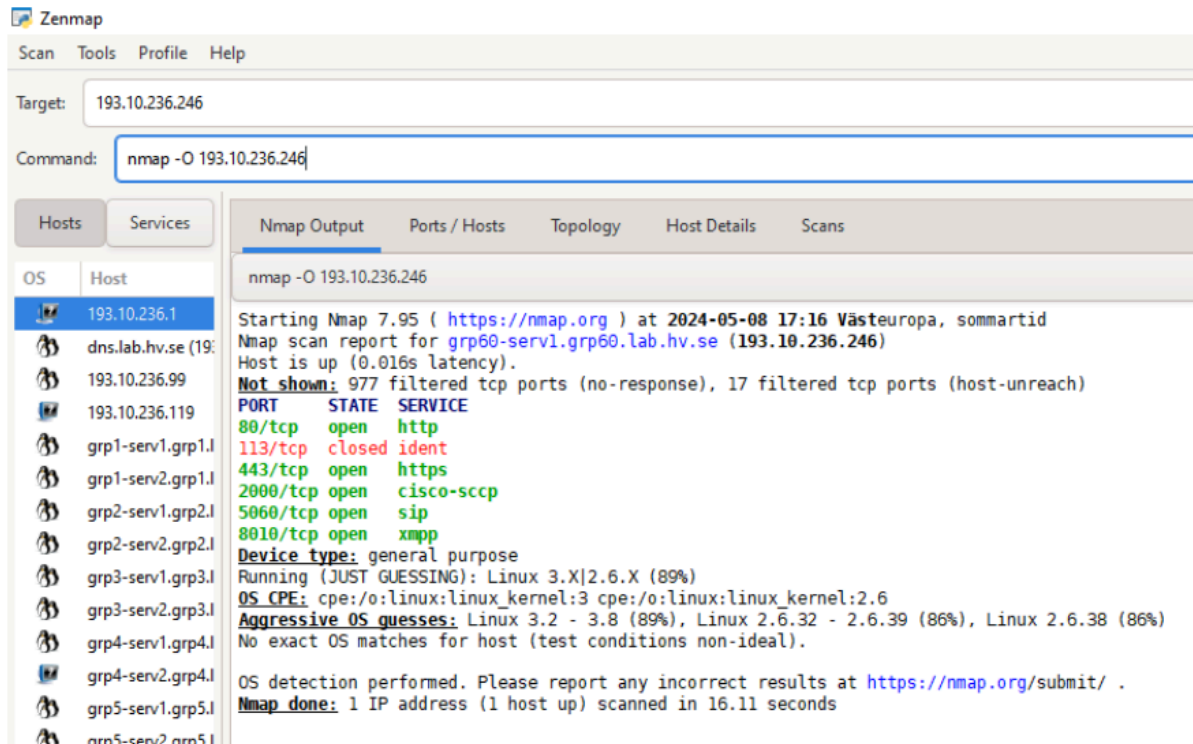 Zenmap
Scan Tools Profile Help
Target: 193.10.236.246
Command: nmap -O 193.10.236.246
Hosts Services
Nmap Output Ports / Hosts Topology Host Details Scans
OS Host
nmap -O 193.10.236.246
193.10.236.1
dns.lab.hv.se (19
193.10.236.99
193.10.236.119
grp1-serv1.grp1.l
grp1-serv2.grp1.l
grp2-serv1.grp2.l
grp2-serv2.grp2.l
grp3-serv1.grp3.l
grp3-serv2.grp3.l
grp4-serv1.grp4.l
grp4-serv2.grp4.l
grp5-serv1.grp5.l
grp5-serv2.grp5.l
Starting Nmap 7.95 ( https://nmap.org ) at 2024-05-08 17:16 Västeuropa, sommartid
Nmap scan report for grp60-serv1.grp60.lab.hv.se (193.10.236.246)
Host is up (0.016s latency).
Not shown: 977 filtered tcp ports (no-response), 17 filtered tcp ports (host-unreach)
PORT STATE SERVICE
80/tcp open http
113/tcp closed ident
443/tcp open https
2000/tcp open cisco-sccp
5060/tcp open sip
8010/tcp open xmpp
Device type: general purpose
Running (JUST GUESSING): Linux 3.X|2.6.X (89%)
OS CPE: cpe:/o:linux:linux_kernel:3 cpe:/o:linux:linux_kernel:2.6
Aggressive OS guesses: Linux 3.2 - 3.8 (89%), Linux 2.6.32 - 2.6.39 (86%), Linux 2.6.38 (86%)
No exact OS matches for host (test conditions non-ideal).
OS detection performed. Please report any incorrect results at https://nmap.org/submit/ .
Nmap done: 1 IP address (1 host up) scanned in 16.11 seconds